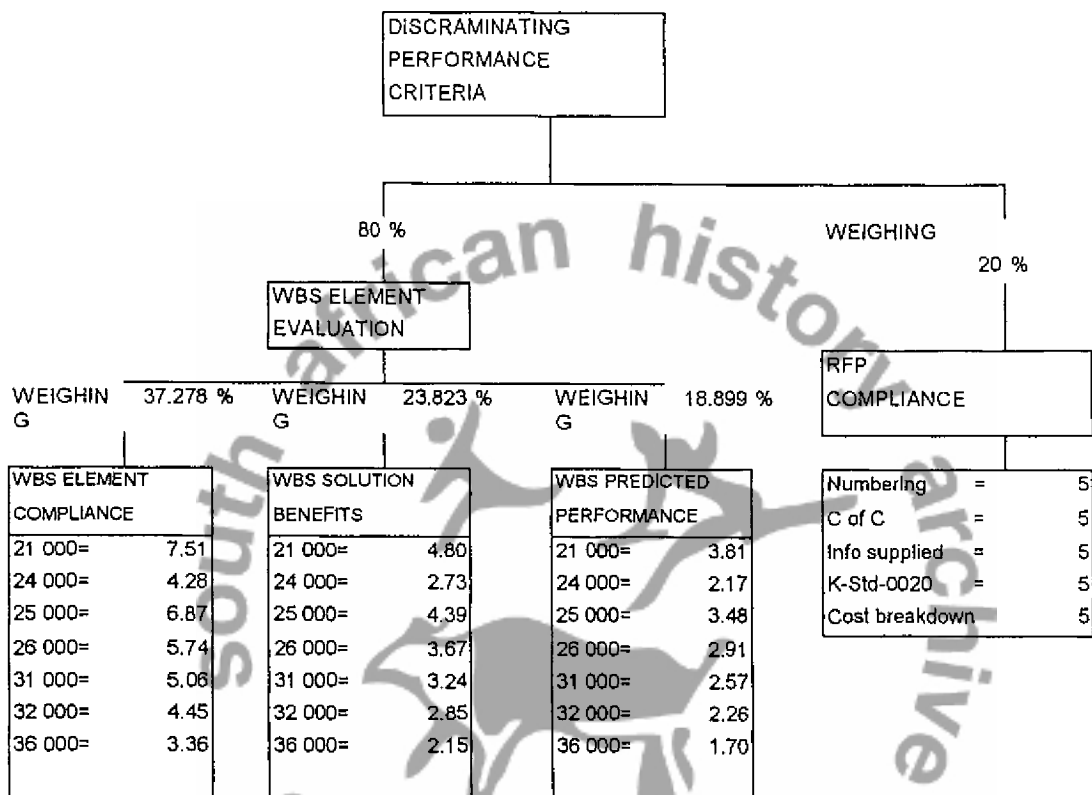 DISCRAMINATING
PERFORMANCE
CRITERIA
80 %
WEIGHING
20 %
WBS ELEMENT
EVALUATION
RFP
COMPLIANCE
WEIGHIN
G
37.278 %
WEIGHIN
G
23.823 %
WEIGHIN
G
18.899 %
WBS ELEMENT
COMPLIANCE
21 000= 7.51
24 000= 4.28
25 000= 6.87
26 000= 5.74
31 000= 5.06
32 000= 4.45
36 000= 3.36
WBS SOLUTION
BENEFITS
21 000= 4.80
24 000= 2.73
25 000= 4.39
26 000= 3.67
31 000= 3.24
32 000= 2.85
36 000= 2.15
WBS PREDICTED
PERFORMANCE
21 000= 3.81
24 000= 2.17
25 000= 3.48
26 000= 2.91
31 000= 2.57
32 000= 2.26
36 000= 1.70
Numbering = 5
C of C = 5
Info supplied = 5
K-Std-0020 = 5
Cost breakdown 5
south african history archive